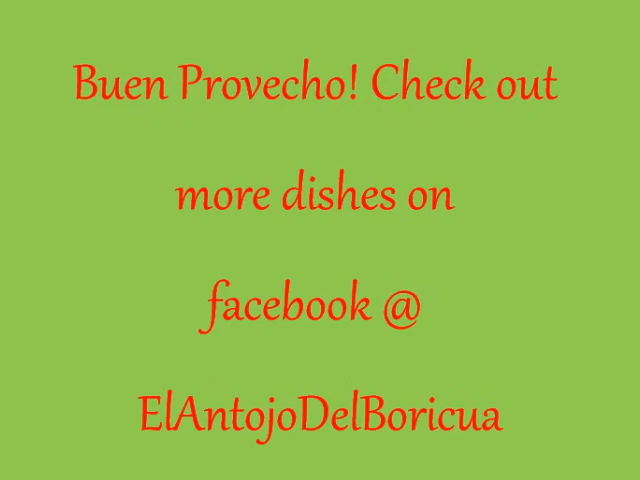 Buen Provecho! Check out
more dishes on
facebook @
ElAntojoDelBoricua